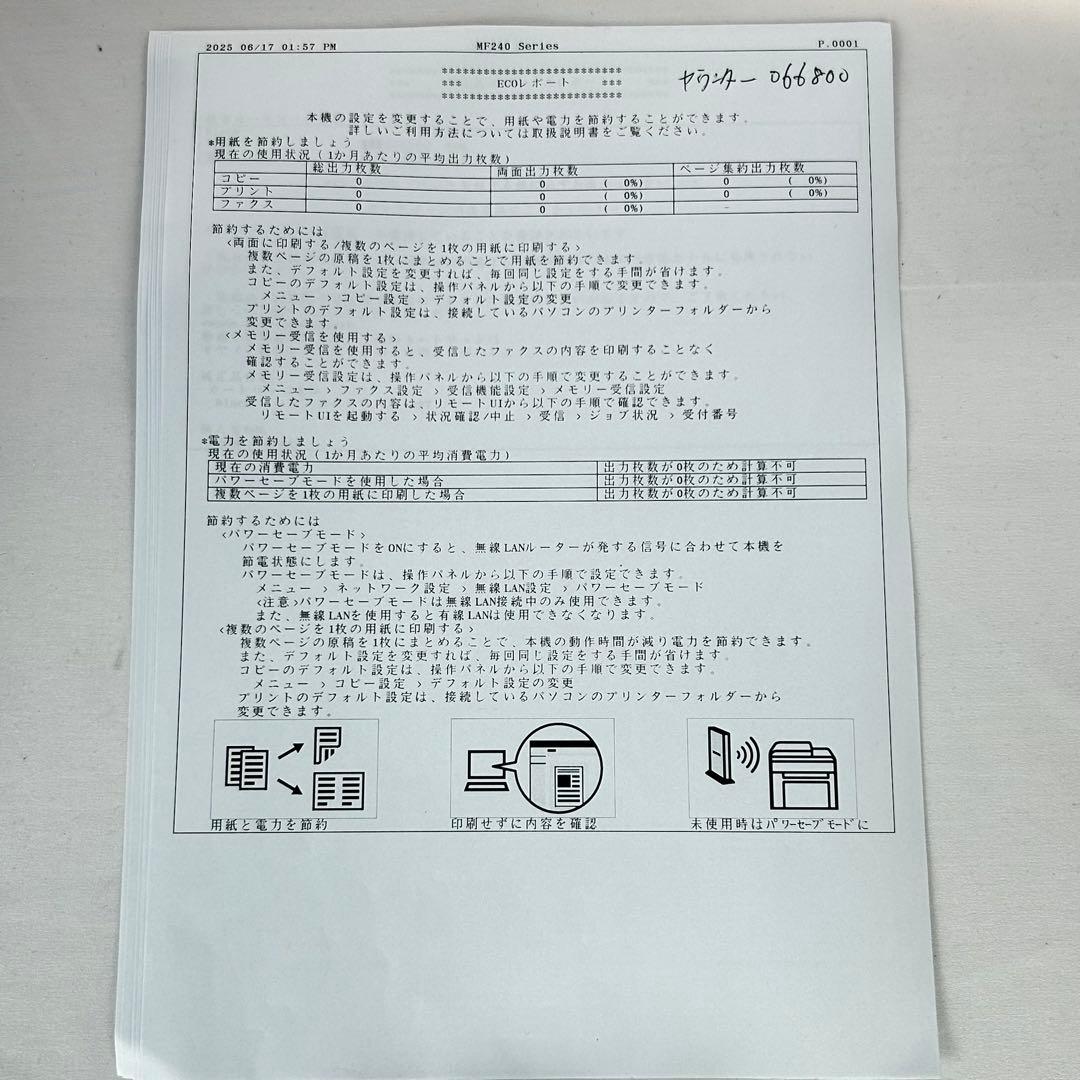 2025 06/17 01:57 PM MF240 Series P.0001
カウンター 066800
************************
*** ECOレポート ***
************************
本機の設定を変更することで、用紙や電力を節約することができます。
詳しいご利用方法については取扱説明書をご覧ください。
*用紙を節約しましょう
現在の使用状況(1か月あたりの平均出力枚数)
総出力枚数 両面出力枚数 ページ集約出力枚数
コピー 0 0 ( 0%) 0 ( 0%)
プリント 0 0 ( 0%) 0 ( 0%)
ファクス 0 0 ( 0%) -
節約するためには
<両面に印刷する/複数のページを1枚の用紙に印刷する>
複数ページの原稿を1枚にまとめることで用紙を節約できます。
また、デフォルト設定を変更すれば、毎回同じ設定をする手間が省けます。
コピーのデフォルト設定は、操作パネルから以下の手順で変更できます。
メニュー > コピー設定 > デフォルト設定の変更
プリントのデフォルト設定は、接続しているパソコンのプリンターフォルダーから
変更できます。
<メモリー受信を使用する>
メモリー受信を使用すると、受信したファクスの内容を印刷することなく
確認することができます。
メモリー受信設定は、操作パネルから以下の手順で変更することができます。
メニュー > ファクス設定 > 受信機能設定 > メモリー受信設定
受信したファクスの内容は、リモートUIから以下の手順で確認できます。
リモートUIを起動する > 状況確認/中止 > 受信 > ジョブ状況 > 受付番号
*電力を節約しましょう
現在の使用状況(1か月あたりの平均消費電力)
現在の消費電力 出力枚数が0枚のため計算不可
パワーセーブモードを使用した場合 出力枚数が0枚のため計算不可
複数ページを1枚の用紙に印刷した場合 出力枚数が0枚のため計算不可
節約するためには
<パワーセーブモード>
パワーセーブモードをONにすると、無線LANルーターが発する信号に合わせて本機を
節電状態にします。
パワーセーブモードは、操作パネルから以下の手順で設定できます。
メニュー > ネットワーク設定 > 無線LAN設定 > パワーセーブモード
<注意>パワーセーブモードは無線LAN接続中のみ使用できます。
また、無線LANを使用すると有線LANは使用できなくなります。
<複数のページを1枚の用紙に印刷する>
複数ページの原稿を1枚にまとめることで、本機の動作時間が減り電力を節約できます。
また、デフォルト設定を変更すれば、毎回同じ設定をする手間が省けます。
コピーのデフォルト設定は、操作パネルから以下の手順で変更できます。
メニュー > コピー設定 > デフォルト設定の変更
プリントのデフォルト設定は、接続しているパソコンのプリンターフォルダーから
変更できます。
用紙と電力を節約 印刷せずに内容を確認 未使用時はパワーセーブモードに